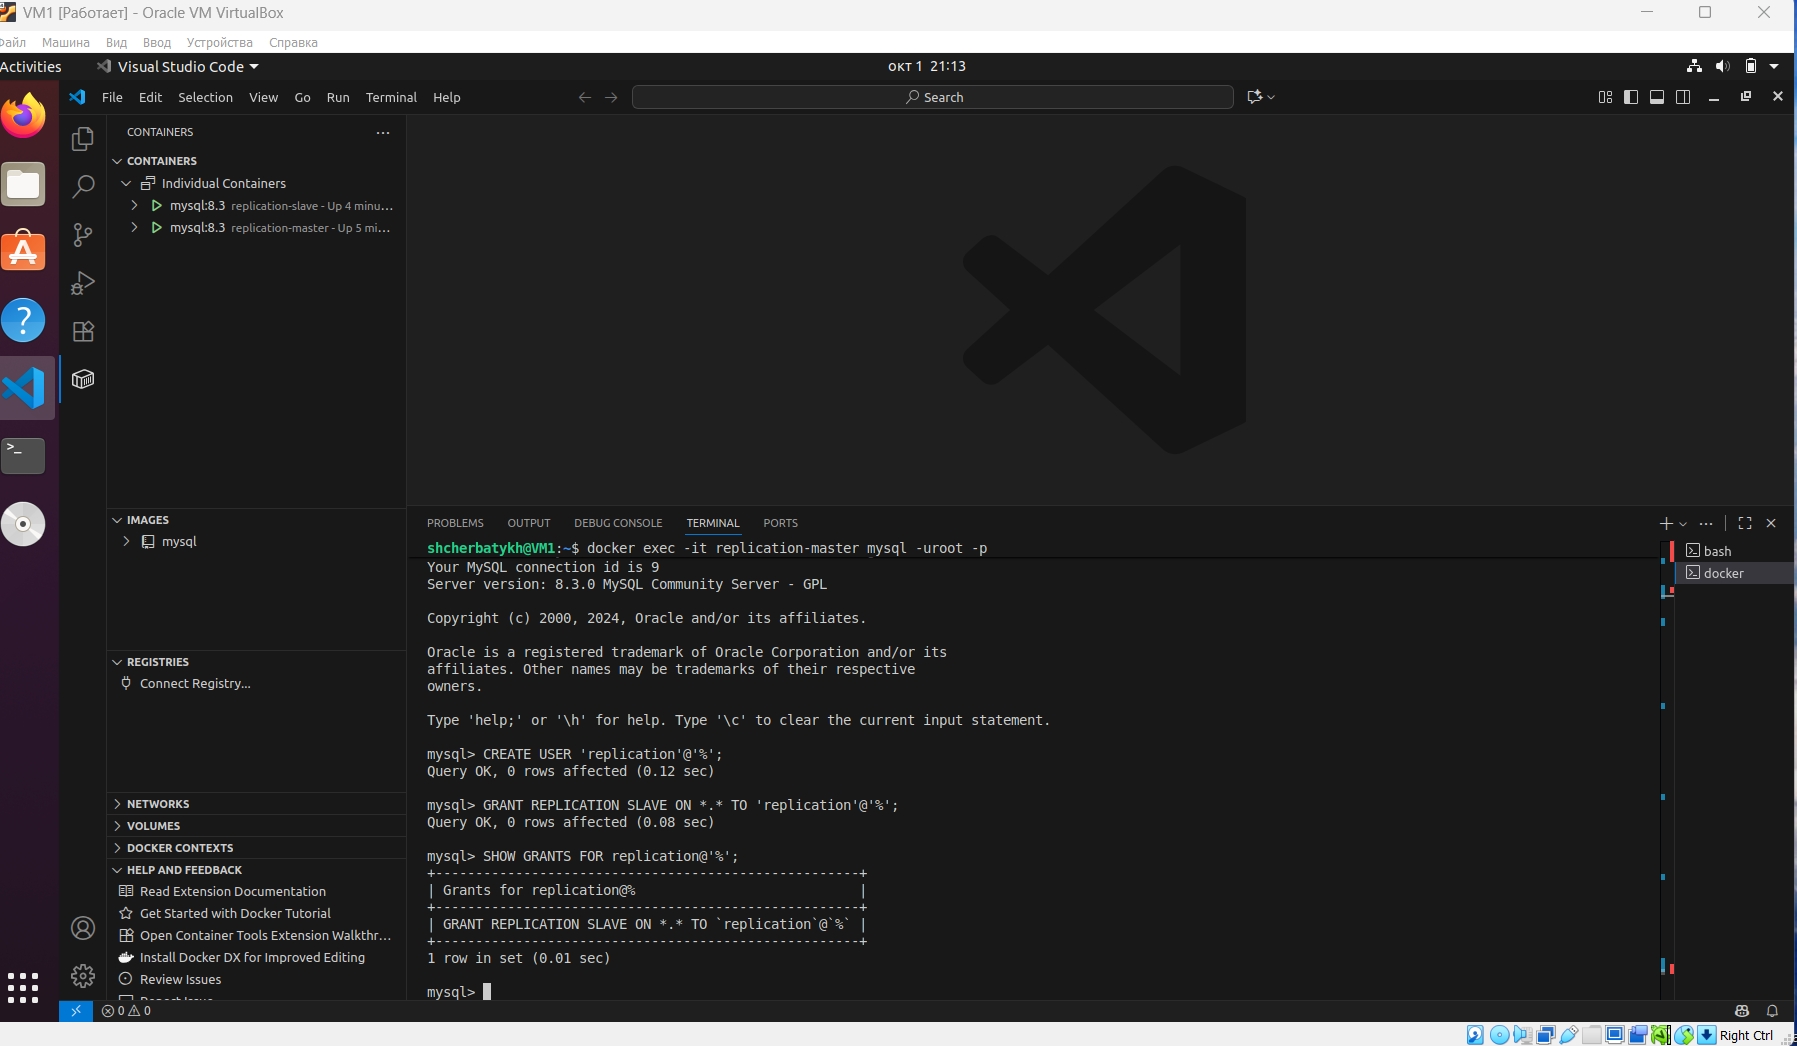 VM1 [Работает] - Oracle VM VirtualBox
Файл Машина Вид Ввод Устройства Справка
Activities Visual Studio Code окт 1 21:13
File Edit Selection View Go Run Terminal Help Search
CONTAINERS
CONTAINERS
Individual Containers
mysql:8.3 replication-slave - Up 4 minu...
mysql:8.3 replication-master - Up 5 mi...
IMAGES
mysql
REGISTRIES
Connect Registry...
NETWORKS
VOLUMES
DOCKER CONTEXTS
HELP AND FEEDBACK
Read Extension Documentation
Get Started with Docker Tutorial
Open Container Tools Extension Walkthr...
Install Docker DX for Improved Editing
Review Issues
Report Issue
PROBLEMS OUTPUT DEBUG CONSOLE TERMINAL PORTS
shcherbatykh@VM1:~$ docker exec -it replication-master mysql -uroot -p
Your MySQL connection id is 9
Server version: 8.3.0 MySQL Community Server - GPL
Copyright (c) 2000, 2024, Oracle and/or its affiliates.
Oracle is a registered trademark of Oracle Corporation and/or its
affiliates. Other names may be trademarks of their respective
owners.
Type 'help;' or '\h' for help. Type '\c' to clear the current input statement.
mysql> CREATE USER 'replication'@'%';
Query OK, 0 rows affected (0.12 sec)
mysql> GRANT REPLICATION SLAVE ON *.* TO 'replication'@'%';
Query OK, 0 rows affected (0.08 sec)
mysql> SHOW GRANTS FOR replication@'%';
+-----------------------------------------------------+
| Grants for replication@%                            |
+-----------------------------------------------------+
| GRANT REPLICATION SLAVE ON *.* TO `replication`@`%` |
+-----------------------------------------------------+
1 row in set (0.01 sec)
mysql>
bash
docker
0 0
Right Ctrl